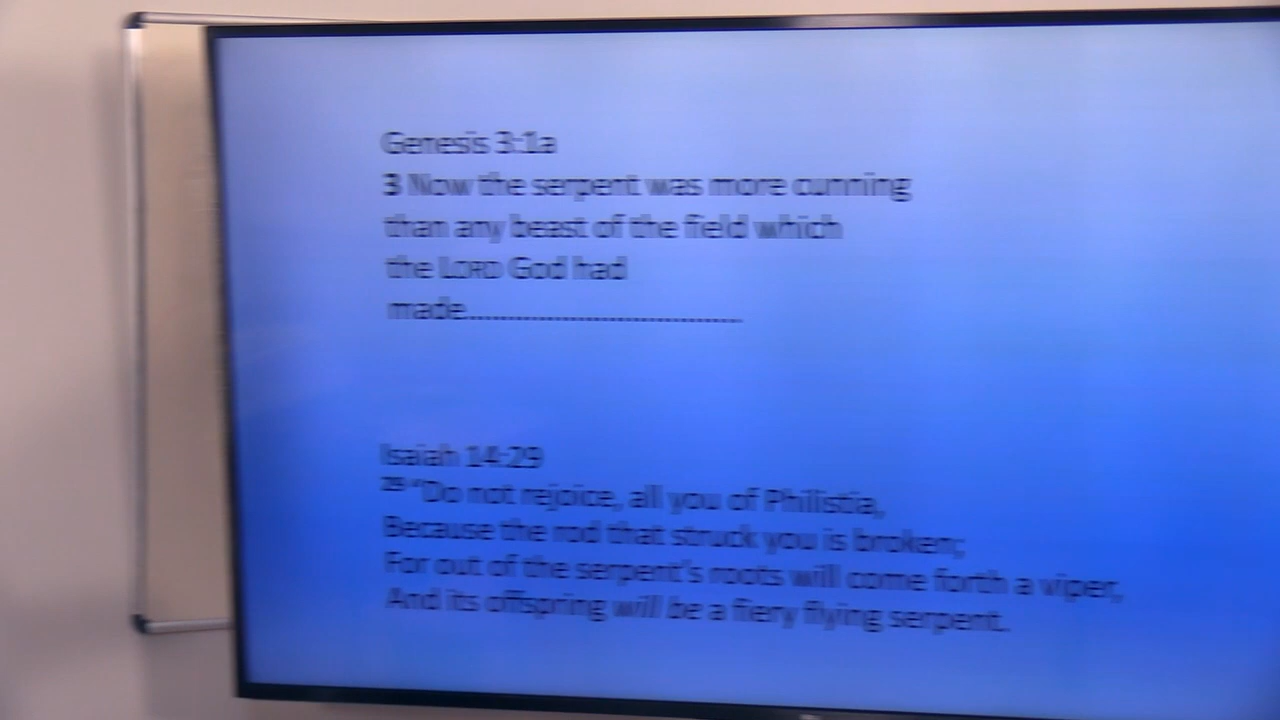 Genesis 3:1a
3 Now the serpent was more cunning
than any beast of the field which
the LORD God had
made.................................
Isaiah 14:29
29 “Do not rejoice, all you of Philistia,
Because the rod that struck you is broken;
For out of the serpent’s roots will come forth a viper,
And its offspring will be a fiery flying serpent.